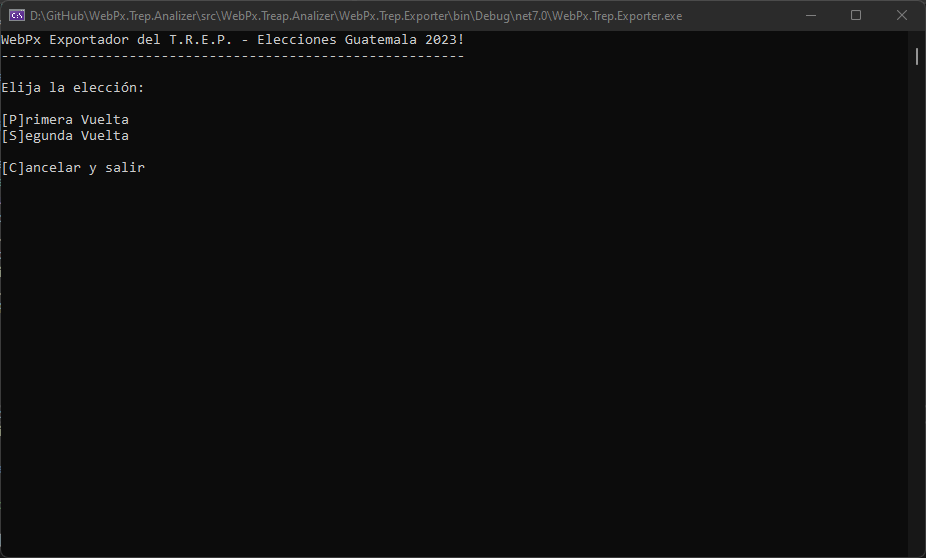 D:\GitHub\WebPx.Trep.Analizer\src\WebPx.Treap.Analizer\WebPx.Trep.Exporter\bin\Debug\net7.0\WebPx.Trep.Exporter.exe
WebPx Exportador del T.R.E.P. - Elecciones Guatemala 2023!
----------------------------------------------------------
Elija la elección:
[P]rimera Vuelta
[S]egunda Vuelta
[C]ancelar y salir